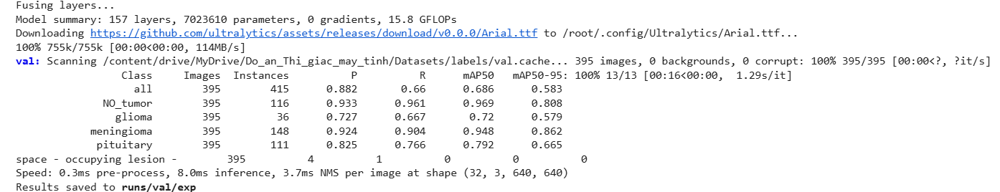 Fusing layers...
Model summary: 157 layers, 7023610 parameters, 0 gradients, 15.8 GFLOPs
Downloading https://github.com/ultralytics/assets/releases/download/v0.0.0/Arial.ttf to /root/.config/Ultralytics/Arial.ttf...
100% 755k/755k [00:00<00:00, 114MB/s]
val: Scanning /content/drive/MyDrive/Do_an_Thi_giac_may_tinh/Datasets/labels/val.cache... 395 images, 0 backgrounds, 0 corrupt: 100% 395/395 [00:00<?, ?it/s]
Class Images Instances P R mAP50 mAP50-95: 100% 13/13 [00:16<00:00, 1.29s/it]
all 395 415 0.882 0.66 0.686 0.583
NO_tumor 395 116 0.933 0.961 0.969 0.808
glioma 395 36 0.727 0.667 0.72 0.579
meningioma 395 148 0.924 0.904 0.948 0.862
pituitary 395 111 0.825 0.766 0.792 0.665
space - occupying lesion - 395 4 1 0 0 0
Speed: 0.3ms pre-process, 8.0ms inference, 3.7ms NMS per image at shape (32, 3, 640, 640)
Results saved to runs/val/exp